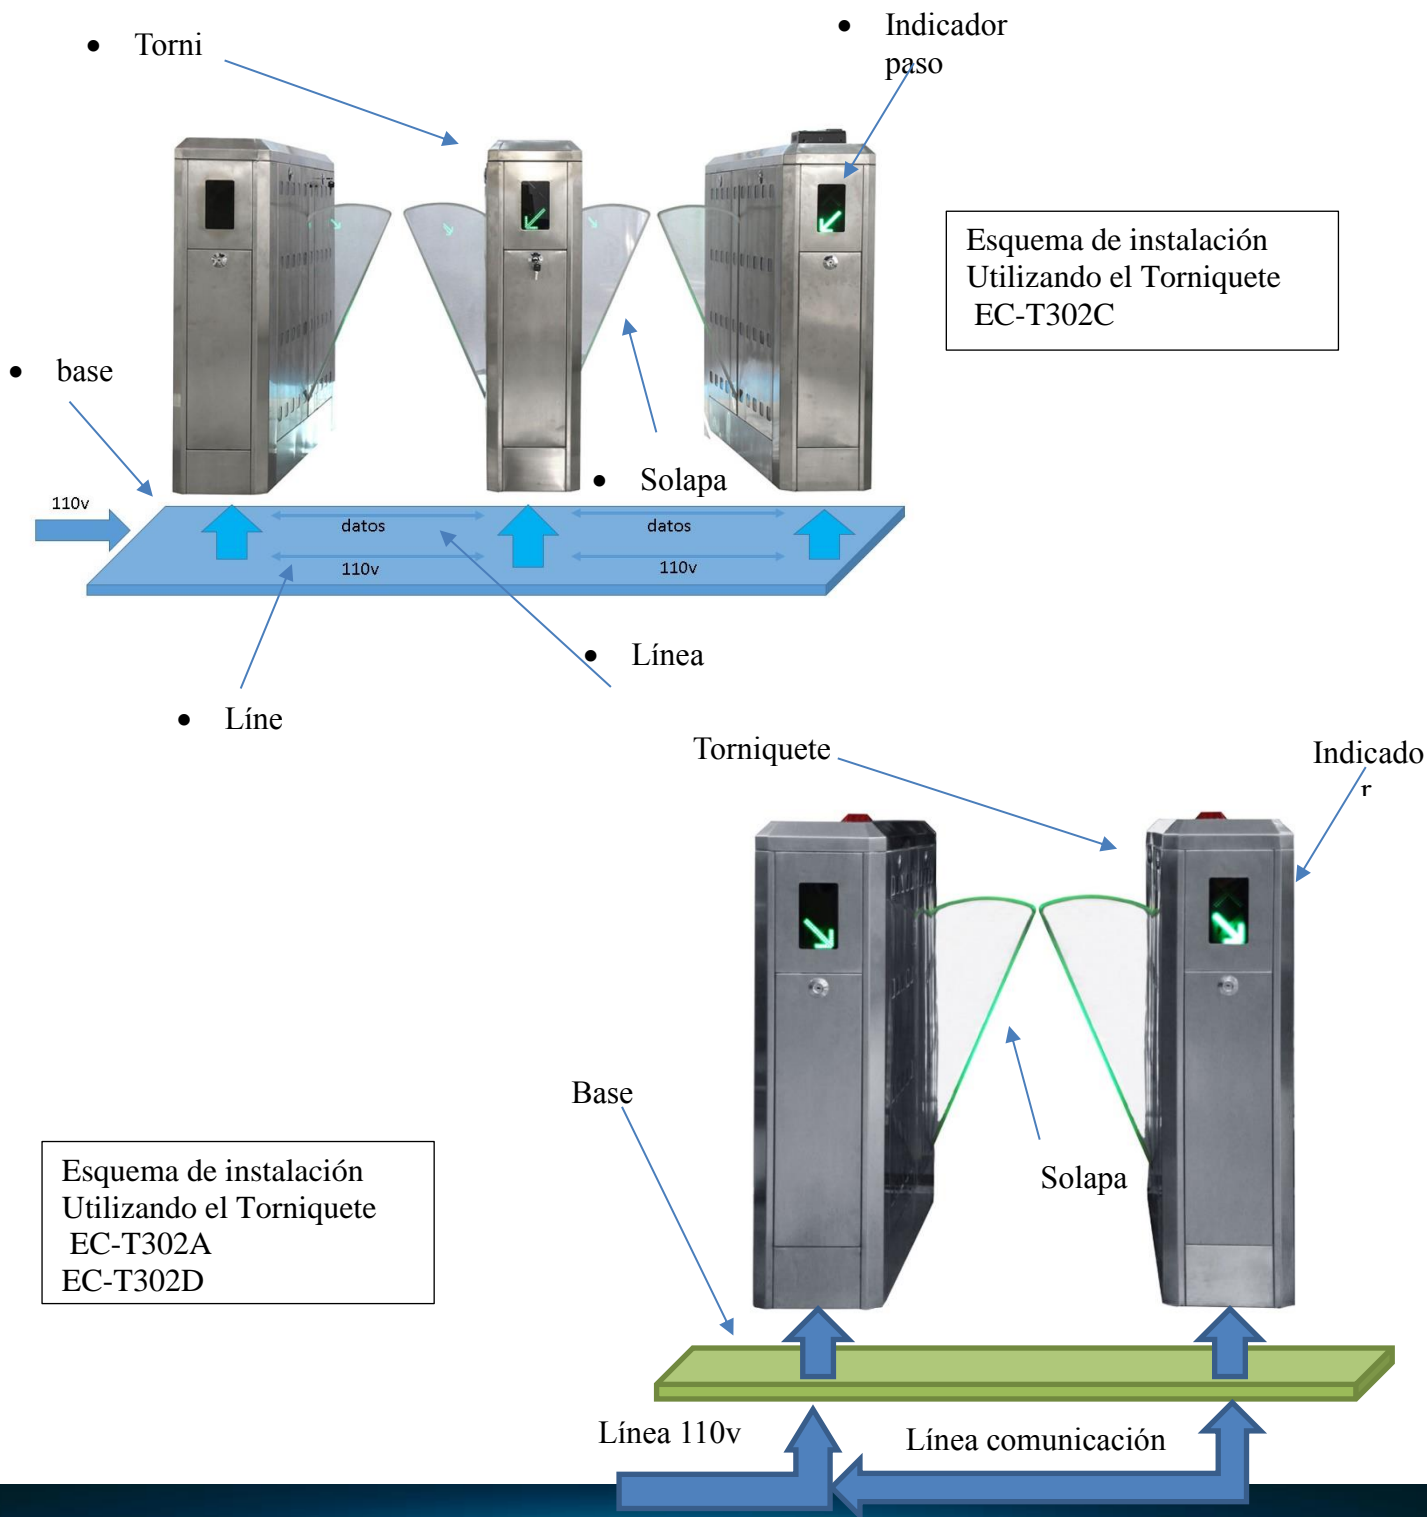 Torni
Indicador
paso
Esquema de instalación
Utilizando el Torniquete
EC-T302C
base
Solapa
110v
datos
datos
110v
110v
Línea
Líne
Torniquete
Indicado
r
Base
Solapa
Esquema de instalación
Utilizando el Torniquete
EC-T302A
EC-T302D
Línea 110v
Línea comunicación